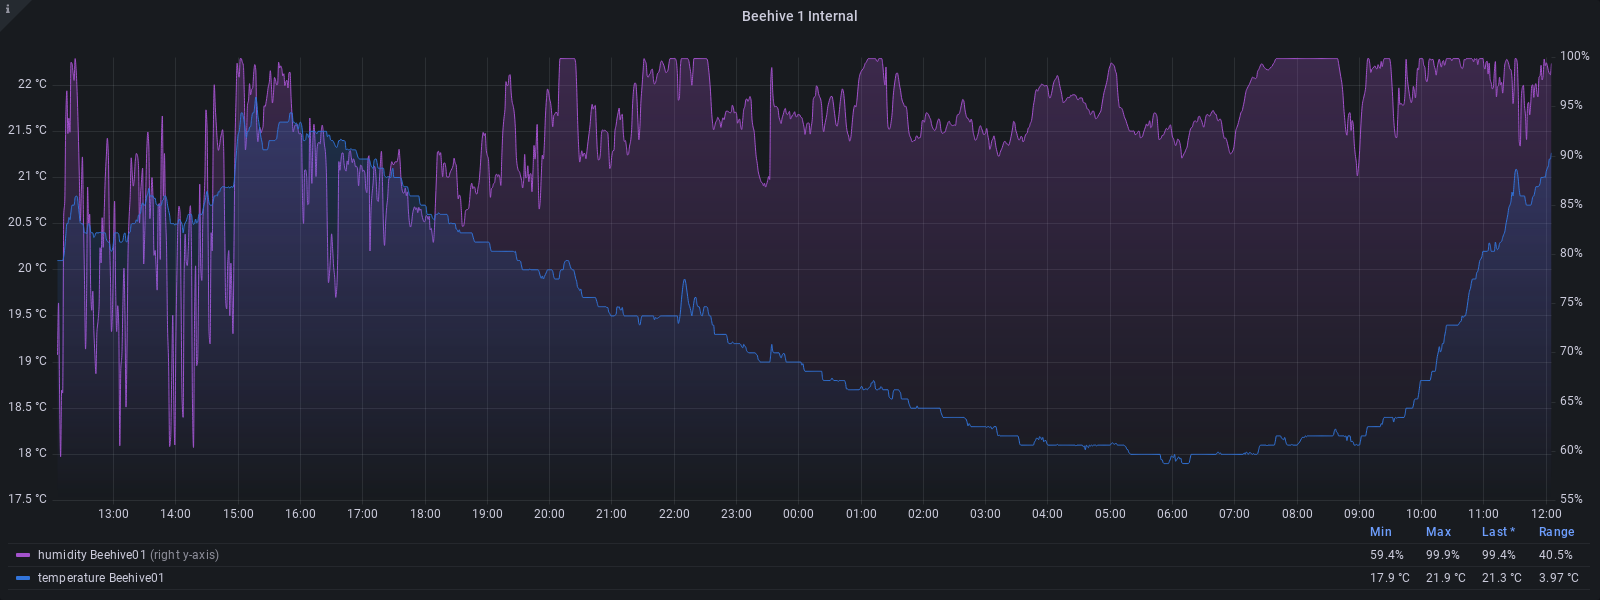 i
Beehive 1 Internal
22 °C
21.5 °C
21 °C
20.5 °C
20 °C
19.5 °C
19 °C
18.5 °C
18 °C
17.5 °C
100%
95%
90%
85%
80%
75%
70%
65%
60%
55%
13:00 14:00 15:00 16:00 17:00 18:00 19:00 20:00 21:00 22:00 23:00 00:00 01:00 02:00 03:00 04:00 05:00 06:00 07:00 08:00 09:00 10:00 11:00 12:00
Min Max Last * Range
humidity Beehive01 (right y-axis) 59.4% 99.9% 99.4% 40.5%
temperature Beehive01 17.9 °C 21.9 °C 21.3 °C 3.97 °C